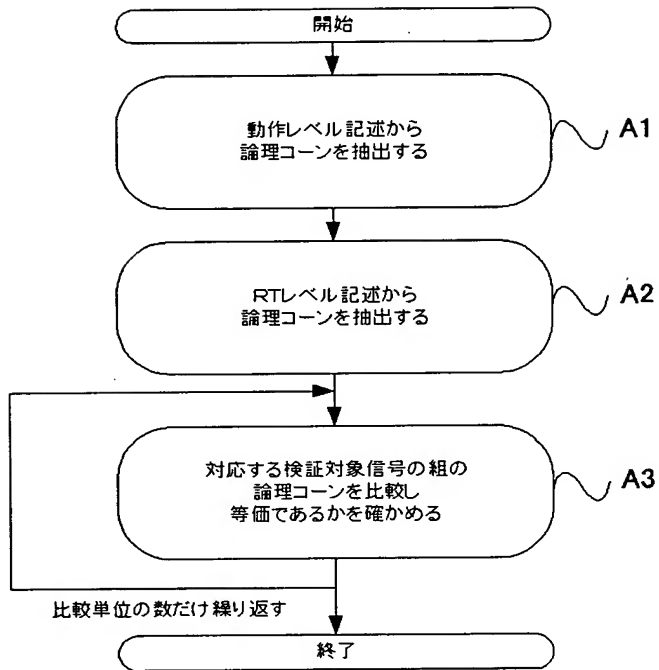 開始
動作レベル記述から
論理コーンを抽出する
A1
RTレベル記述から
論理コーンを抽出する
A2
対応する検証対象信号の組の
論理コーンを比較し
等価であるかを確かめる
A3
比較単位の数だけ繰り返す
終了